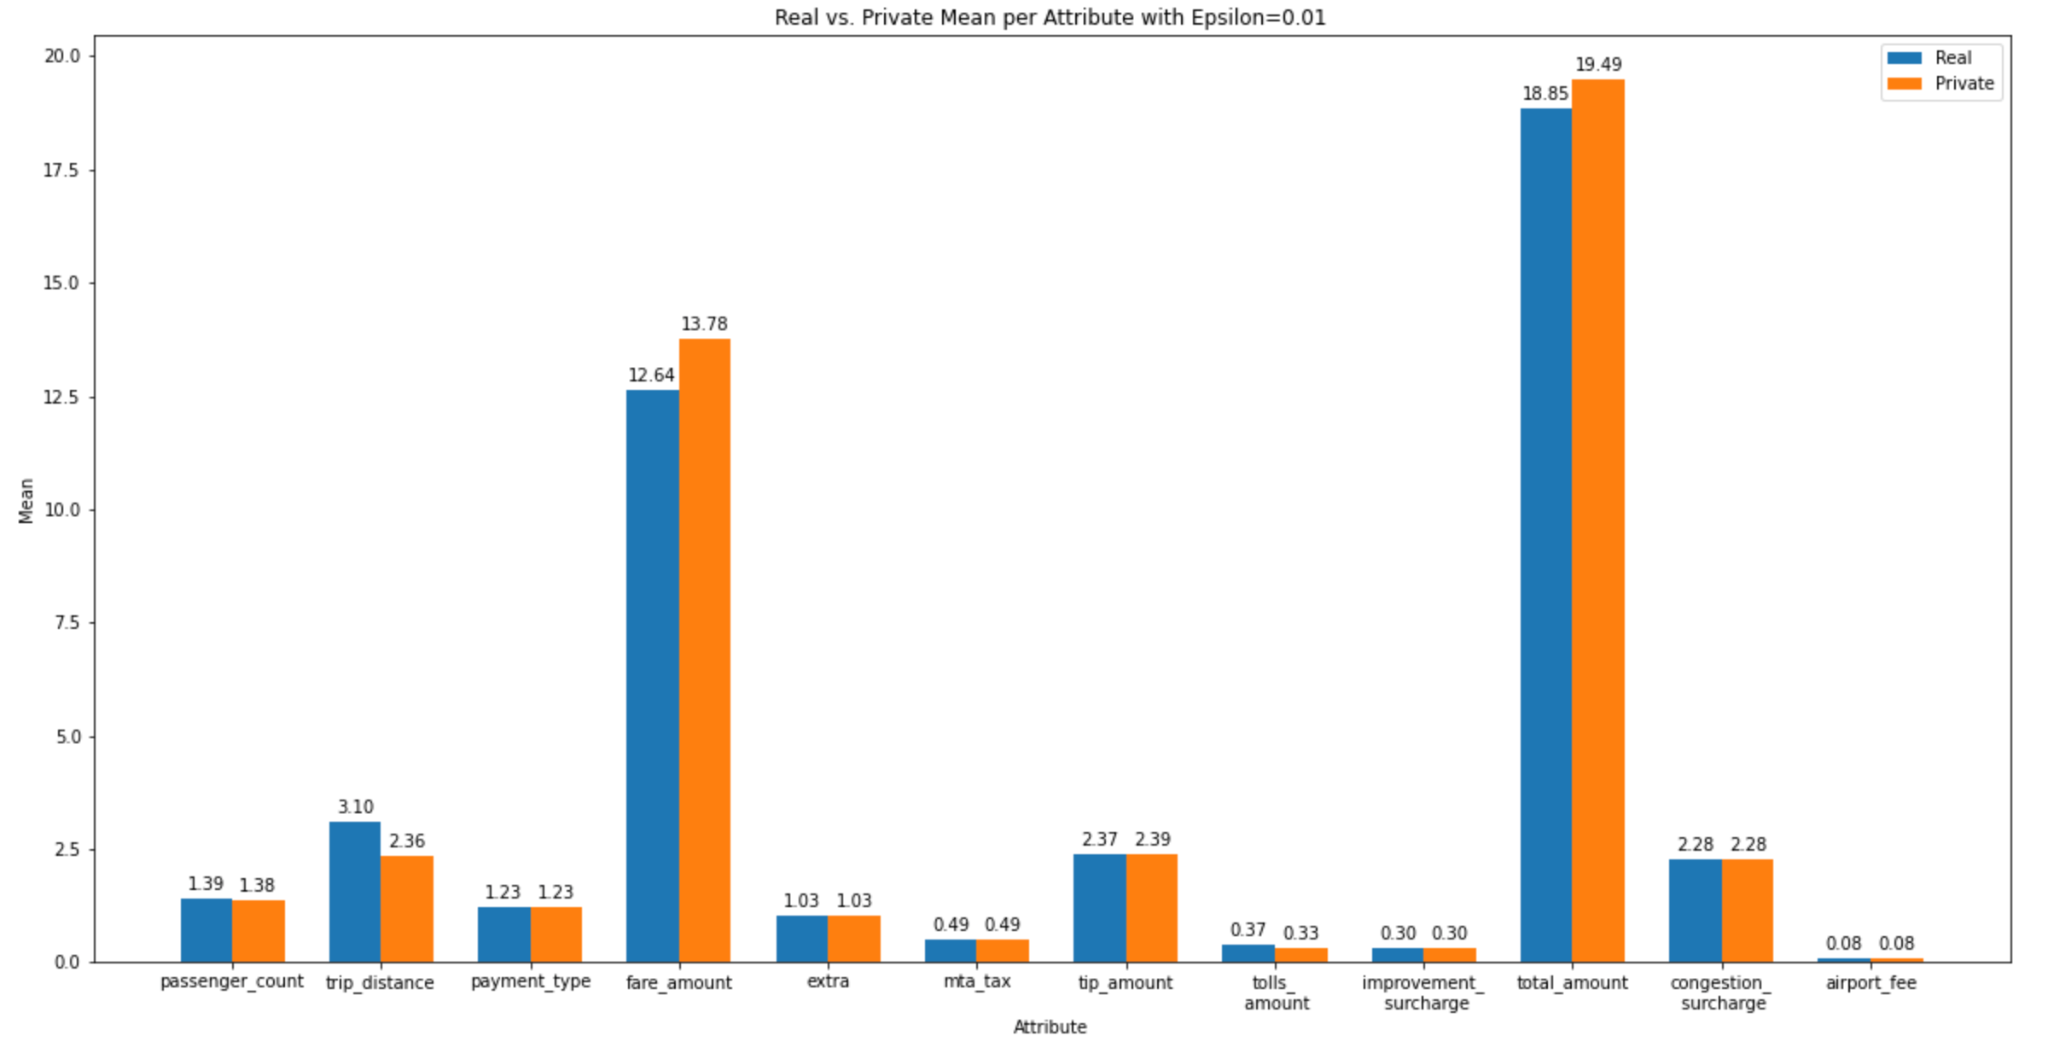 Real vs. Private Mean per Attribute with Epsilon=0.01
Real
Private
20.0
17.5
15.0
12.5
10.0
7.5
5.0
2.5
0.0
Mean
1.39 1.38
3.10 2.36
1.23 1.23
12.64 13.78
1.03 1.03
0.49 0.49
2.37 2.39
0.37 0.33
0.30 0.30
18.85 19.49
2.28 2.28
0.08 0.08
passenger_count
trip_distance
payment_type
fare_amount
extra
mta_tax
tip_amount
tolls_
amount
improvement_
surcharge
total_amount
congestion_
surcharge
airport_fee
Attribute